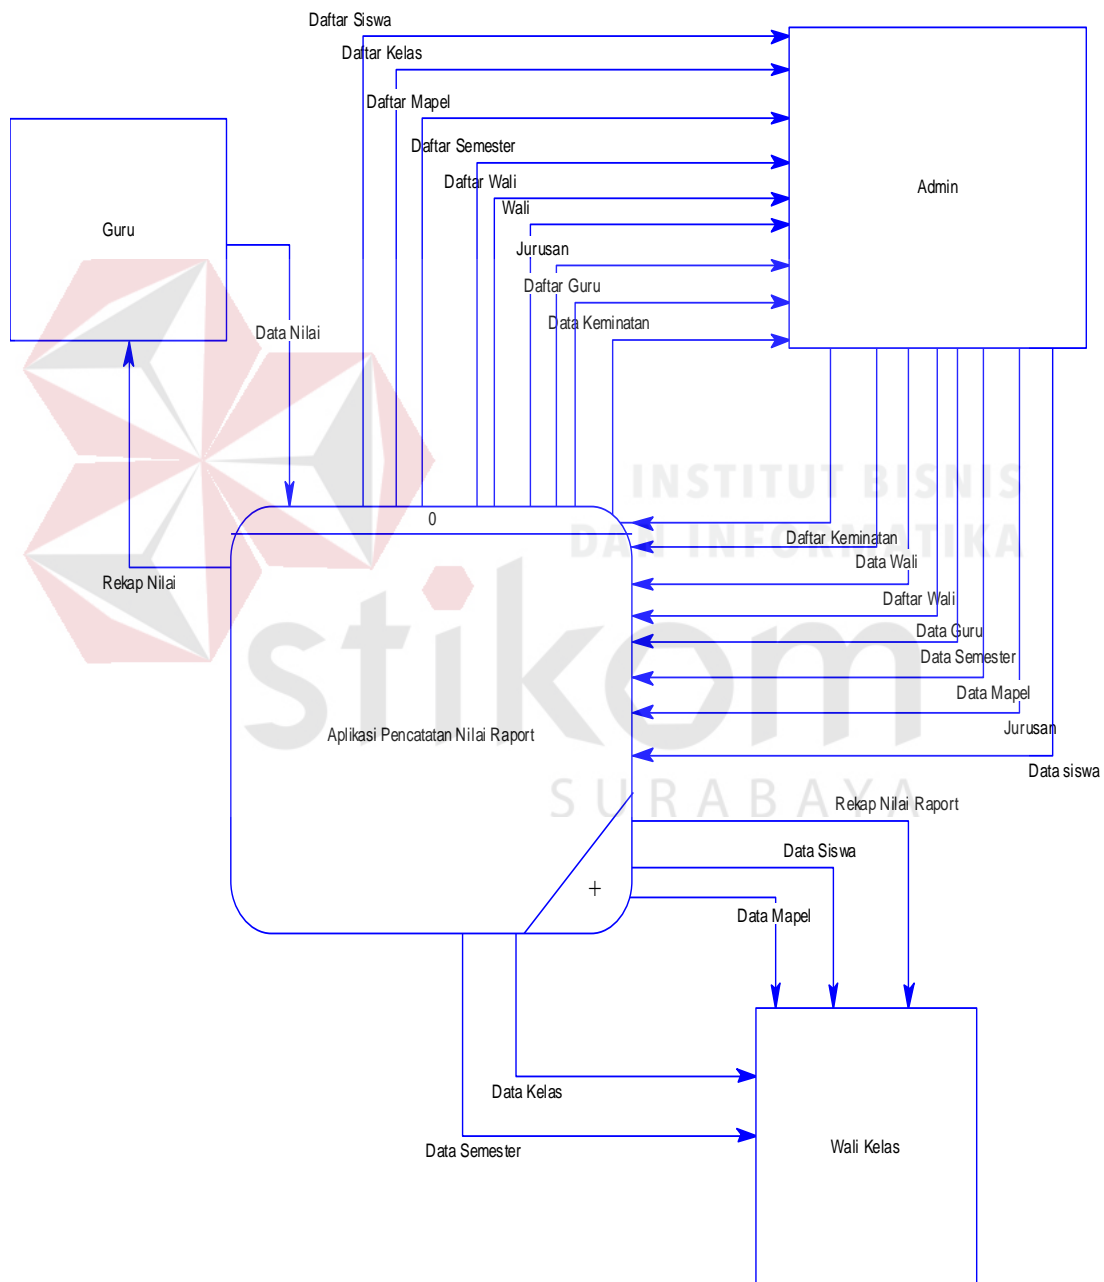 Daftar Siswa
Daftar Kelas
Daftar Mapel
Daftar Semester
Daftar Wali
Wali
Jurusan
Daftar Guru
Data Keminatan
Admin
Guru
Data Nilai
Rekap Nilai
0
INSTITUT BISNIS
DAN INFORMATIKA
stikom
SURABAYA
Daftar Keminatan
Data Wali
Daftar Wali
Data Guru
Data Semester
Data Mapel
Jurusan
Data siswa
Aplikasi Pencatatan Nilai Raport
Rekap Nilai Raport
Data Siswa
Data Mapel
+
Data Kelas
Data Semester
Wali Kelas